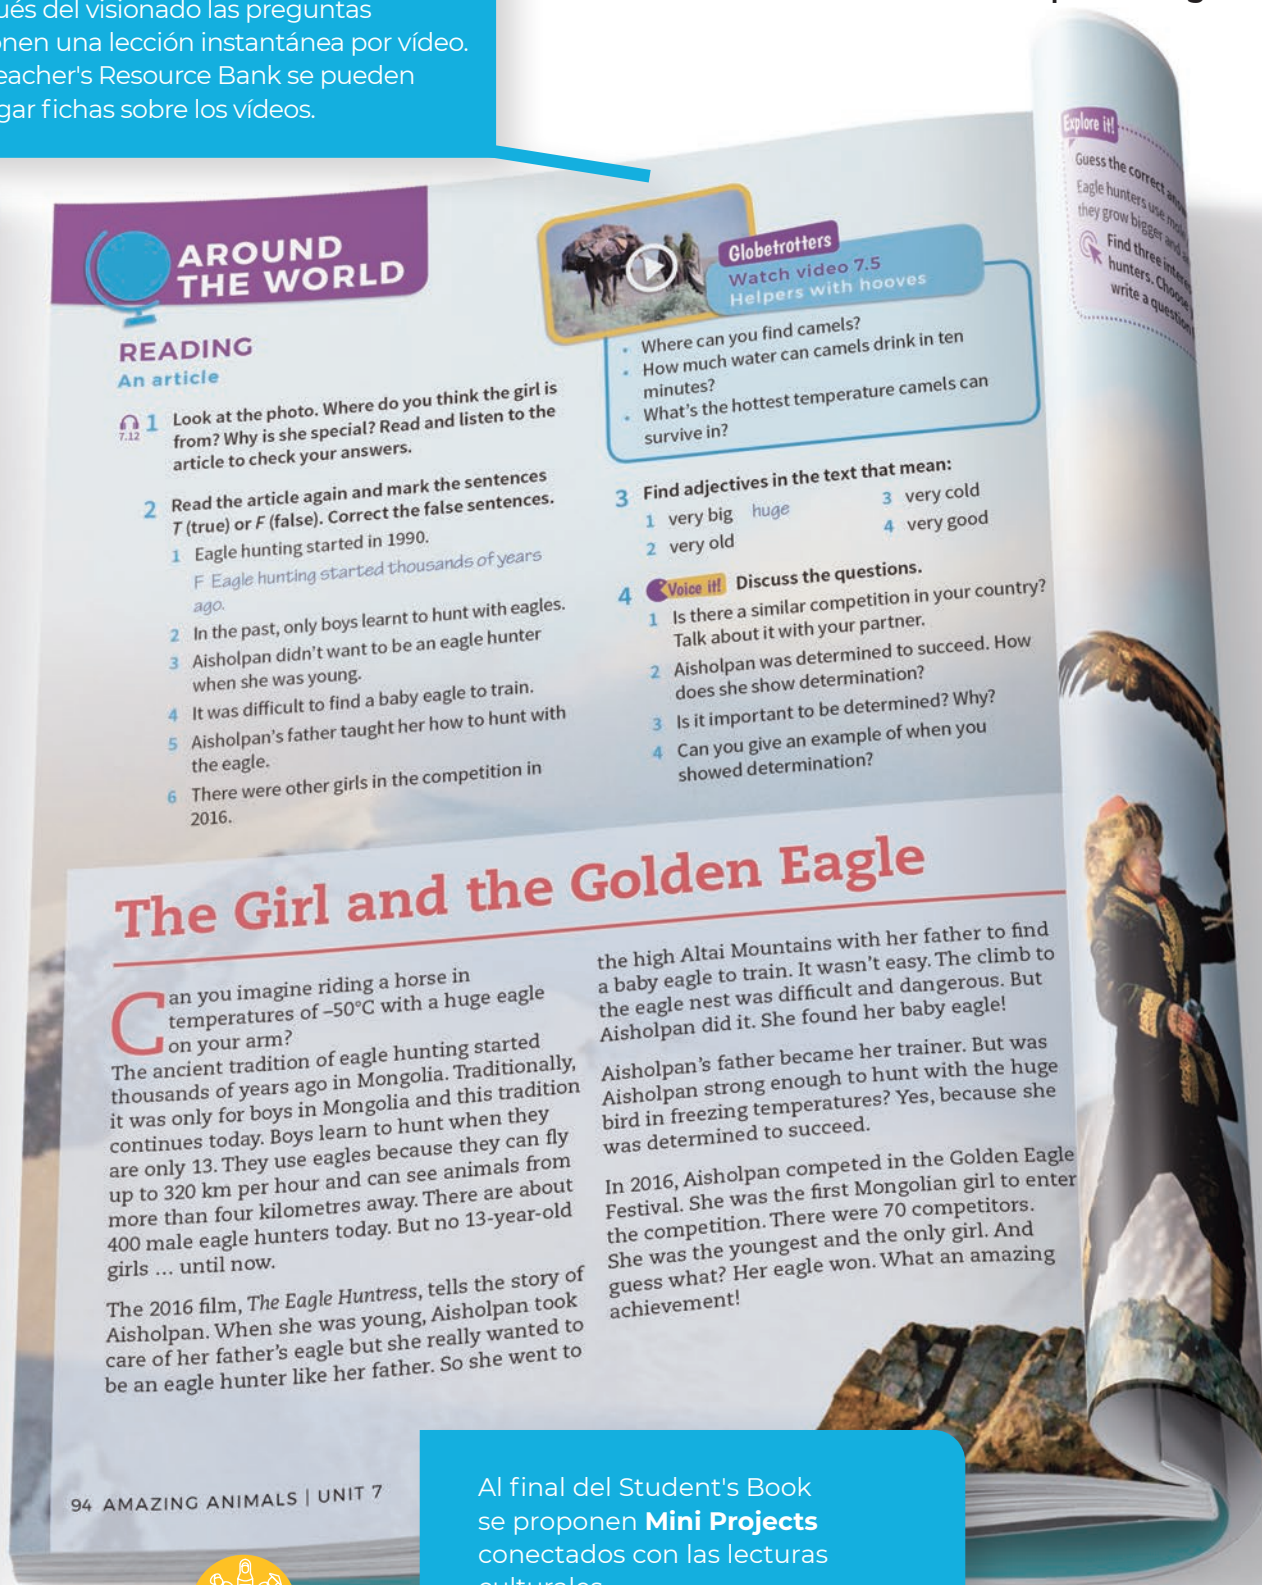 del visionado las preguntas
una lección instantánea por vídeo.
Teacher's Resource Bank se pueden
fichas sobre los vídeos.
AROUND
THE WORLD
READING
An article
7.12
1 Look at the photo. Where do you think the girl is
from? Why is she special? Read and listen to the
article to check your answers.
2 Read the article again and mark the sentences
T (true) or F (false). Correct the false sentences.
1 Eagle hunting started in 1990.
F Eagle hunting started thousands of years
ago.
2 In the past, only boys learnt to hunt with eagles.
3 Aisholpan didn't want to be an eagle hunter
when she was young.
4 It was difficult to find a baby eagle to train.
5 Aisholpan's father taught her how to hunt with
the eagle.
6 There were other girls in the competition in
2016.
Globetrotters
Watch video 7.5
Helpers with hooves
• Where can you find camels?
• How much water can camels drink in ten
minutes?
• What's the hottest temperature camels can
survive in?
3 Find adjectives in the text that mean:
1 very big huge
2 very old
3 very cold
4 very good
4 Voice it! Discuss the questions.
1 Is there a similar competition in your country?
Talk about it with your partner.
2 Aisholpan was determined to succeed. How
does she show determination?
3 Is it important to be determined? Why?
4 Can you give an example of when you
showed determination?
Explore it!
Guess the correct
Eagle hunters use
they grow bigger and
Find three
hunters. Choose
write a question
The Girl and the Golden Eagle
Can you imagine riding a horse in
temperatures of –50°C with a huge eagle
on your arm?
The ancient tradition of eagle hunting started
thousands of years ago in Mongolia. Traditionally,
it was only for boys in Mongolia and this tradition
continues today. Boys learn to hunt when they
are only 13. They use eagles because they can fly
up to 320 km per hour and can see animals from
more than four kilometres away. There are about
400 male eagle hunters today. But no 13-year-old
girls ... until now.
The 2016 film, The Eagle Huntress, tells the story of
Aisholpan. When she was young, Aisholpan took
care of her father's eagle but she really wanted to
be an eagle hunter like her father. So she went to
the high Altai Mountains with her father to find
a baby eagle to train. It wasn't easy. The climb to
the eagle nest was difficult and dangerous. But
Aisholpan did it. She found her baby eagle!
Aisholpan's father became her trainer. But was
Aisholpan strong enough to hunt with the huge
bird in freezing temperatures? Yes, because she
was determined to succeed.
In 2016, Aisholpan competed in the Golden Eagle
Festival. She was the first Mongolian girl to enter
the competition. There were 70 competitors.
She was the youngest and the only girl. And
guess what? Her eagle won. What an amazing
achievement!
94 AMAZING ANIMALS | UNIT 7
Al final del Student's Book
se proponen Mini Projects
conectados con las lecturas
culturales